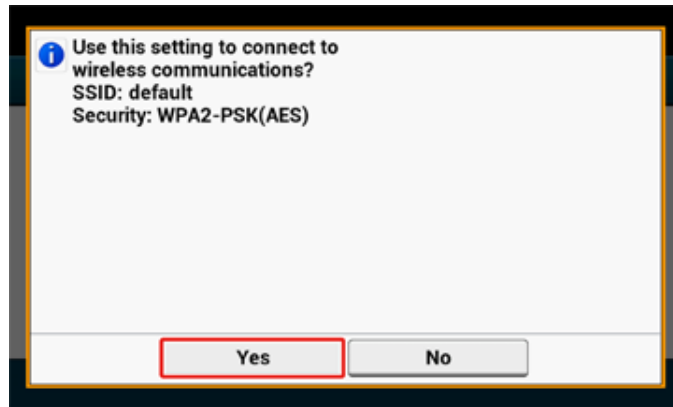 Use this setting to connect to
wireless communications?
SSID: default
Security: WPA2-PSK(AES)
Yes
No